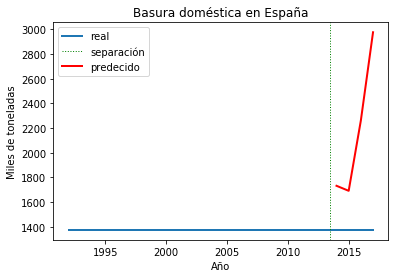 Basura doméstica en España
real
separación
predecido
3000
2800
2600
2400
2200
2000
1800
1600
1400
Miles de toneladas
1995
2000
2005
2010
2015
Año